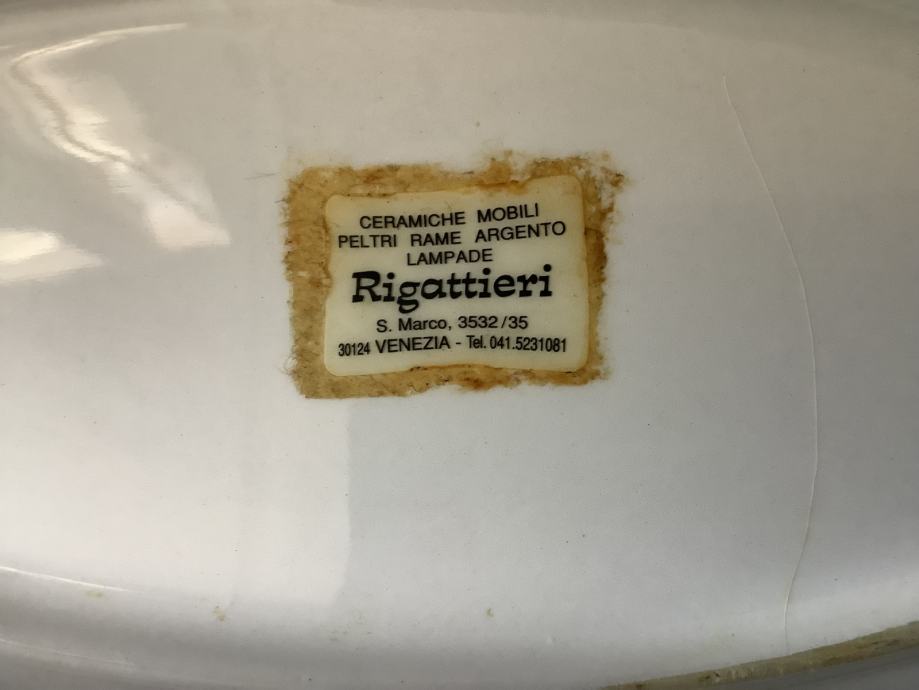 CERAMICHE MOBILI
PELTRI RAME ARGENTO
LAMPADE
Rigattieri
S. Marco, 3532/35
30124 VENEZIA - Tel. 041.5231081